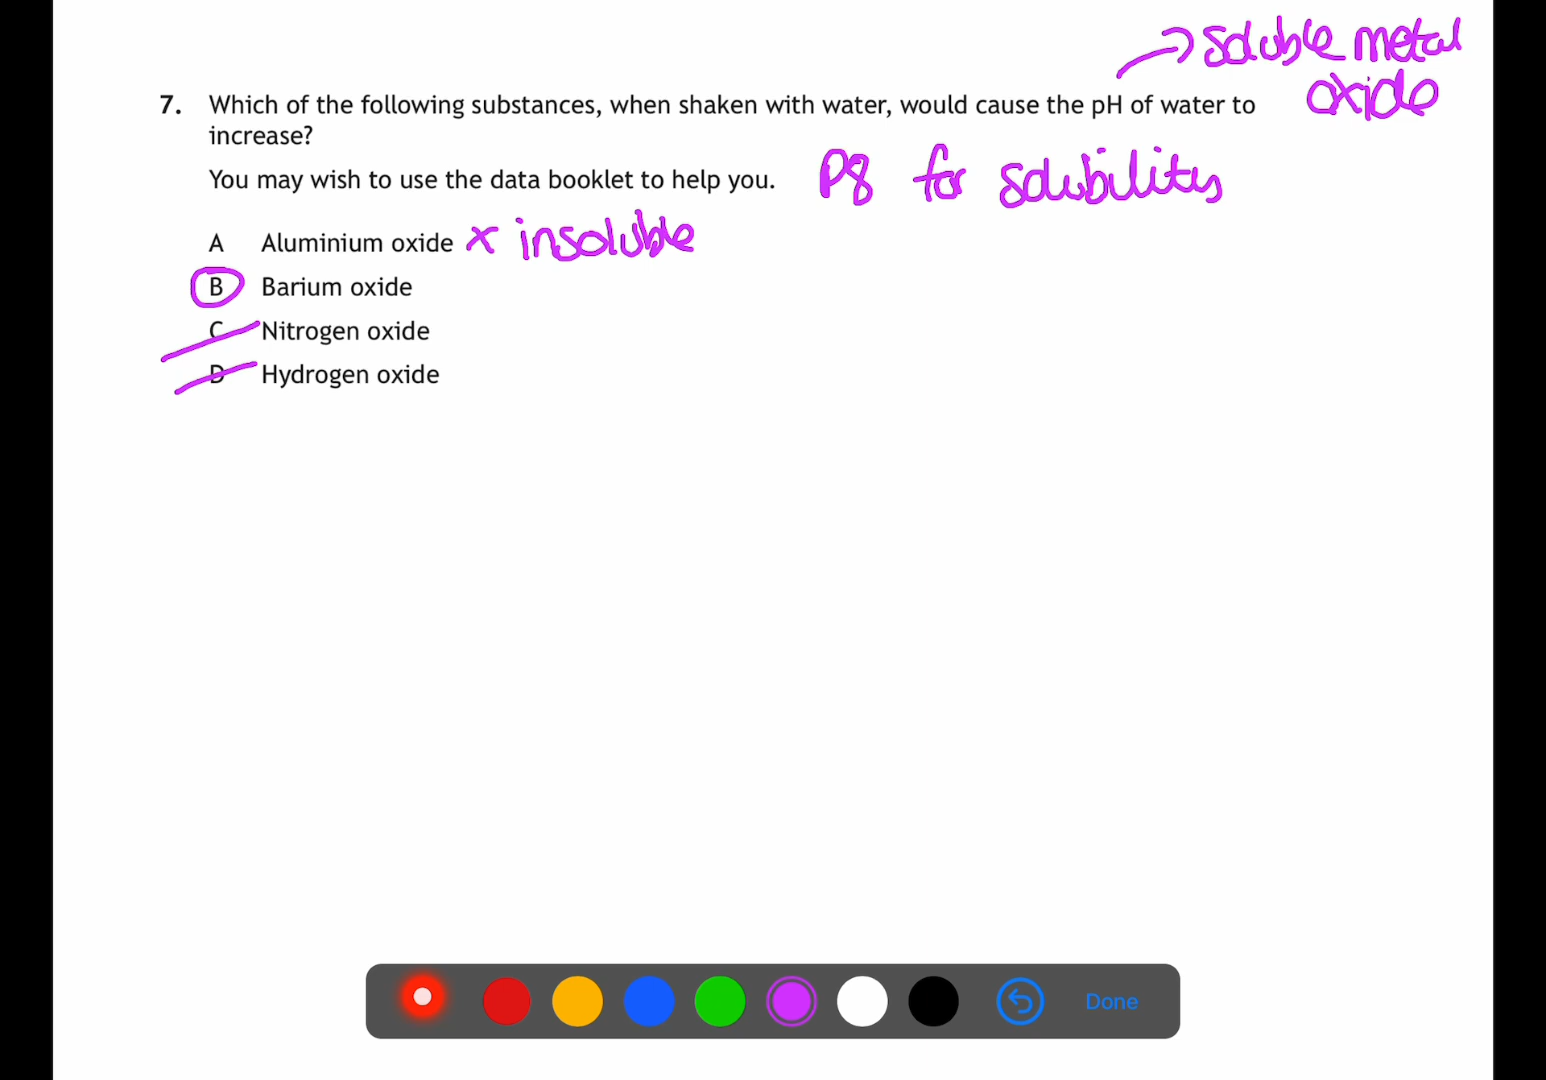 → soluble metal
oxide
7. Which of the following substances, when shaken with water, would cause the pH of water to
increase?
You may wish to use the data booklet to help you. P8 for solubility
A Aluminium oxide x insoluble
B Barium oxide
C Nitrogen oxide
D Hydrogen oxide
Done